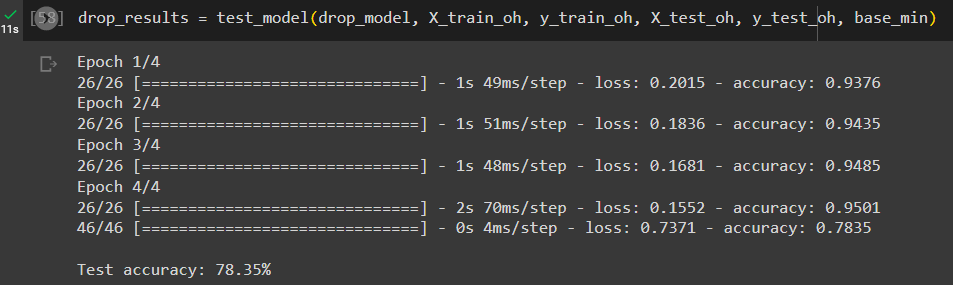 [58] drop_results = test_model(drop_model, X_train_oh, y_train_oh, X_test_oh, y_test_oh, base_min)
11s
Epoch 1/4
26/26 [==============================] - 1s 49ms/step - loss: 0.2015 - accuracy: 0.9376
Epoch 2/4
26/26 [==============================] - 1s 51ms/step - loss: 0.1836 - accuracy: 0.9435
Epoch 3/4
26/26 [==============================] - 1s 48ms/step - loss: 0.1681 - accuracy: 0.9485
Epoch 4/4
26/26 [==============================] - 2s 70ms/step - loss: 0.1552 - accuracy: 0.9501
46/46 [==============================] - 0s 4ms/step - loss: 0.7371 - accuracy: 0.7835
Test accuracy: 78.35%